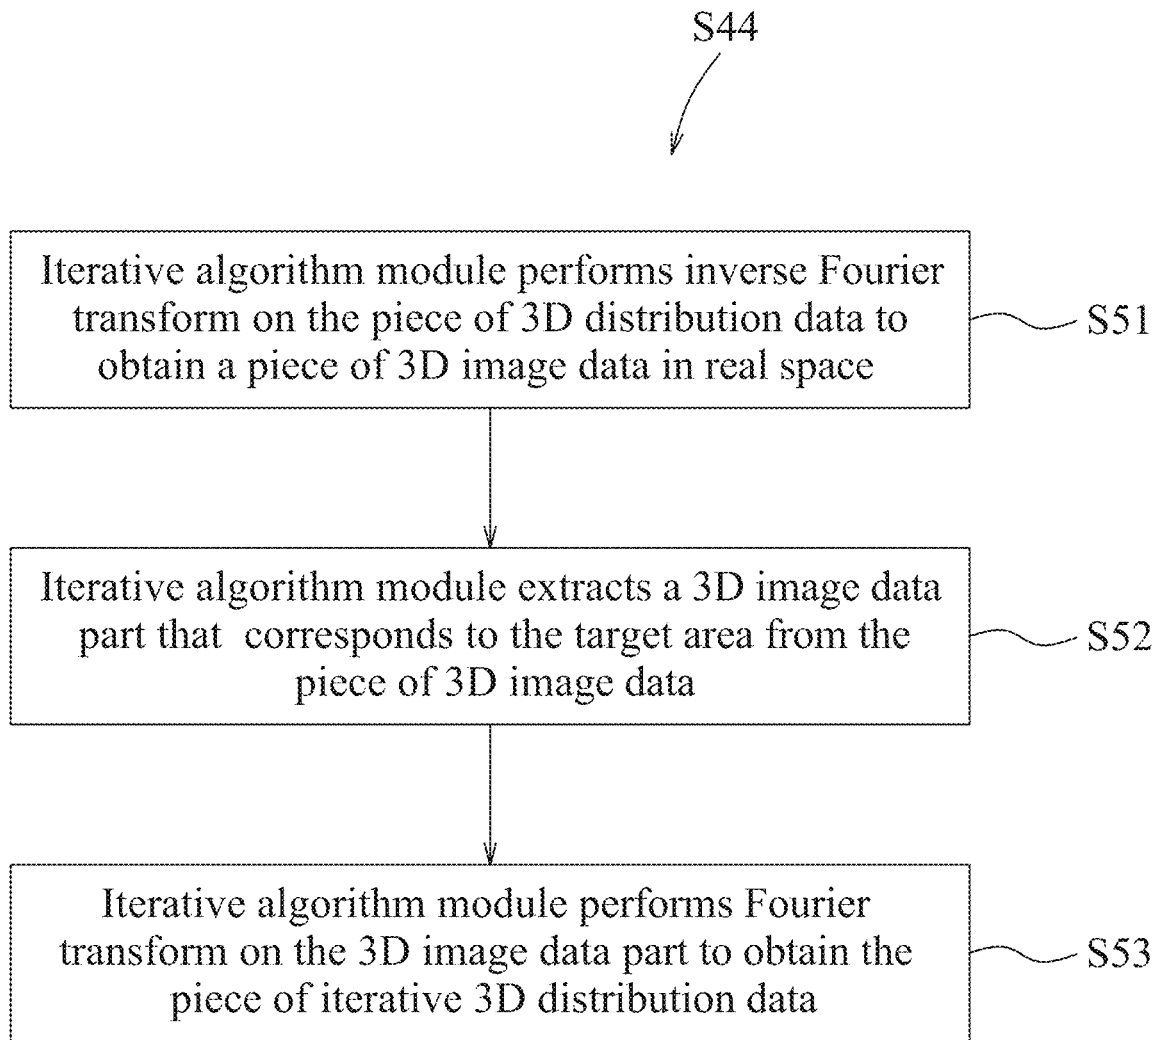 S44
Iterative algorithm module performs inverse Fourier
transform on the piece of 3D distribution data to
obtain a piece of 3D image data in real space
S51
Iterative algorithm module extracts a 3D image data
part that corresponds to the target area from the
piece of 3D image data
S52
Iterative algorithm module performs Fourier
transform on the 3D image data part to obtain the
piece of iterative 3D distribution data
S53